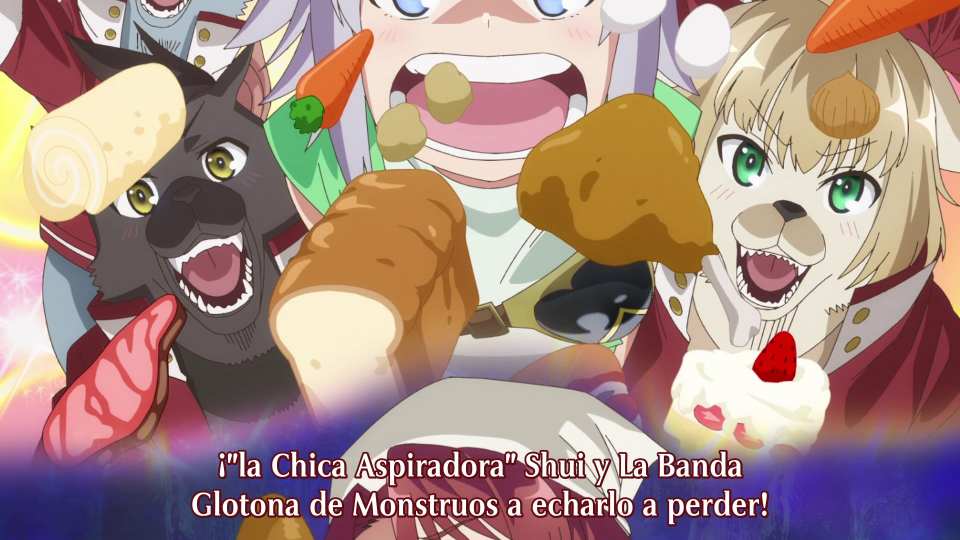 ¡"la Chica Aspiradora" Shui y La Banda
Glotona de Monstruos a echarlo a perder!